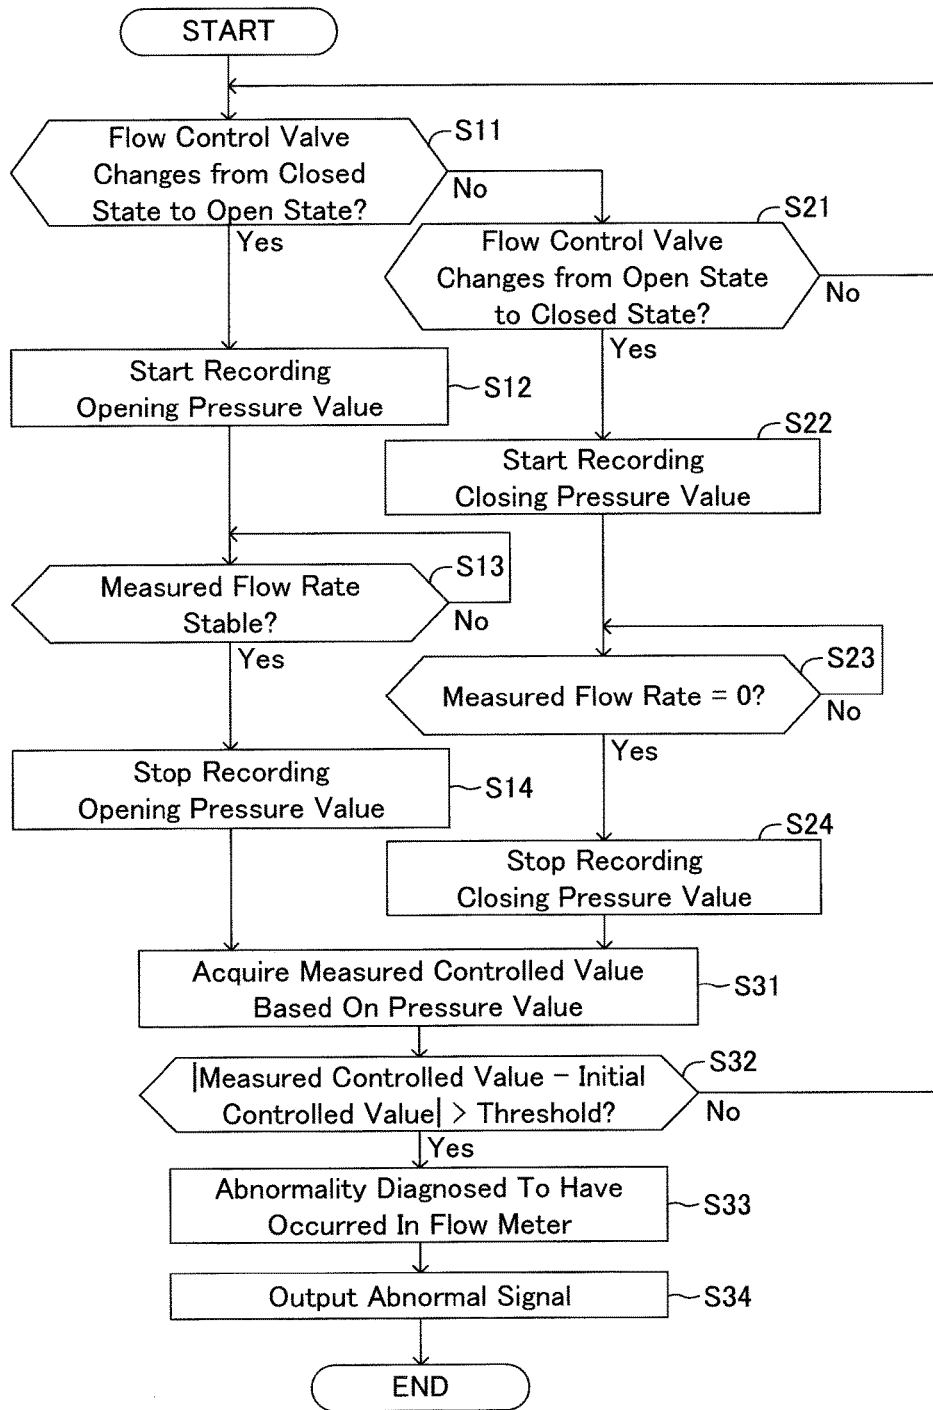 START
Flow Control Valve
Changes from Closed
State to Open State?
S11
No
Yes
Flow Control Valve
Changes from Open State
to Closed State?
S21
No
Yes
Start Recording
Opening Pressure Value
S12
Start Recording
Closing Pressure Value
S22
Measured Flow Rate
Stable?
S13
No
Yes
Measured Flow Rate = 0?
S23
No
Yes
Stop Recording
Opening Pressure Value
S14
Stop Recording
Closing Pressure Value
S24
Acquire Measured Controlled Value
Based On Pressure Value
S31
|Measured Controlled Value – Initial
Controlled Value| > Threshold?
S32
No
Yes
Abnormality Diagnosed To Have
Occurred In Flow Meter
S33
Output Abnormal Signal
S34
END